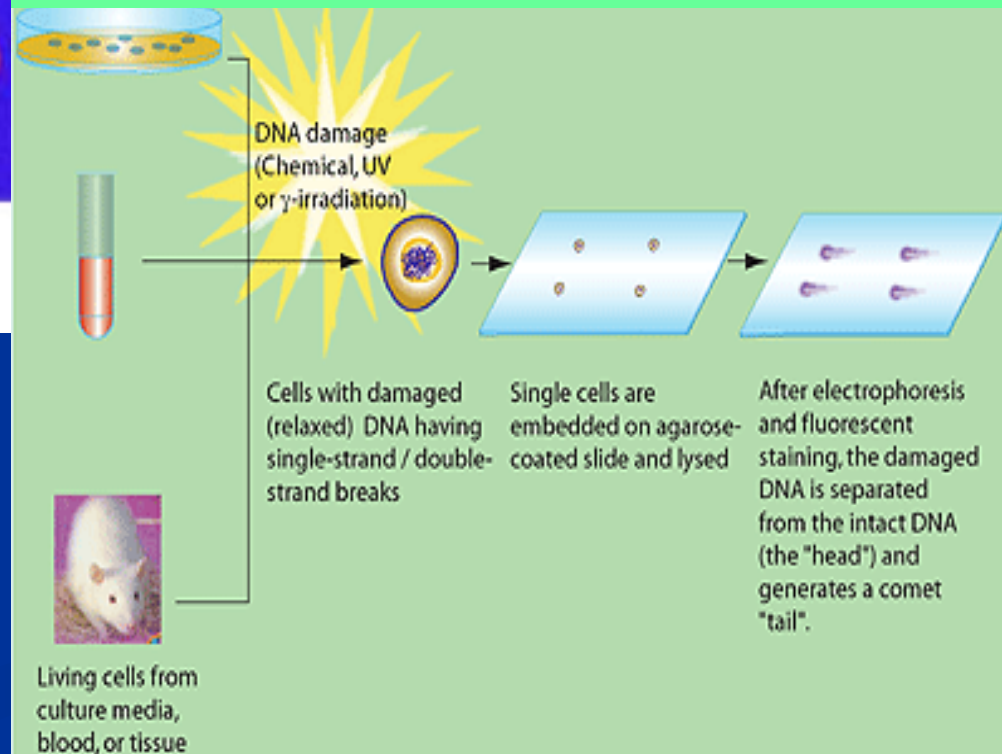 DNA damage
(Chemical, UV
or γ-irradiation)
Cells with damaged
(relaxed) DNA having
single-strand / double-
strand breaks
Single cells are
embedded on agarose-
coated slide and lysed
After electrophoresis
and fluorescent
staining, the damaged
DNA is separated
from the intact DNA
(the "head") and
generates a comet
"tail".
Living cells from
culture media,
blood, or tissue